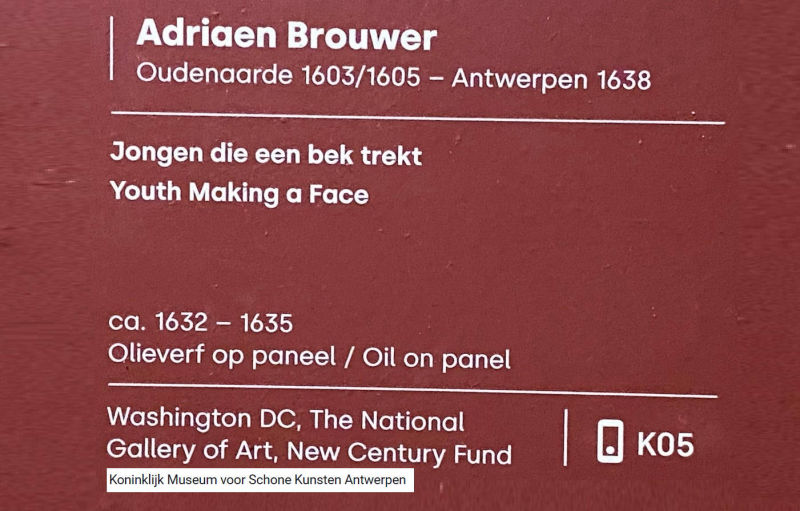 Adriaen Brouwer
Oudenaarde 1603/1605 – Antwerpen 1638
Jongen die een bek trekt
Youth Making a Face
ca. 1632 – 1635
Olieverf op paneel / Oil on panel
Washington DC, The National
Gallery of Art, New Century Fund
K05
Koninklijk Museum voor Schone Kunsten Antwerpen